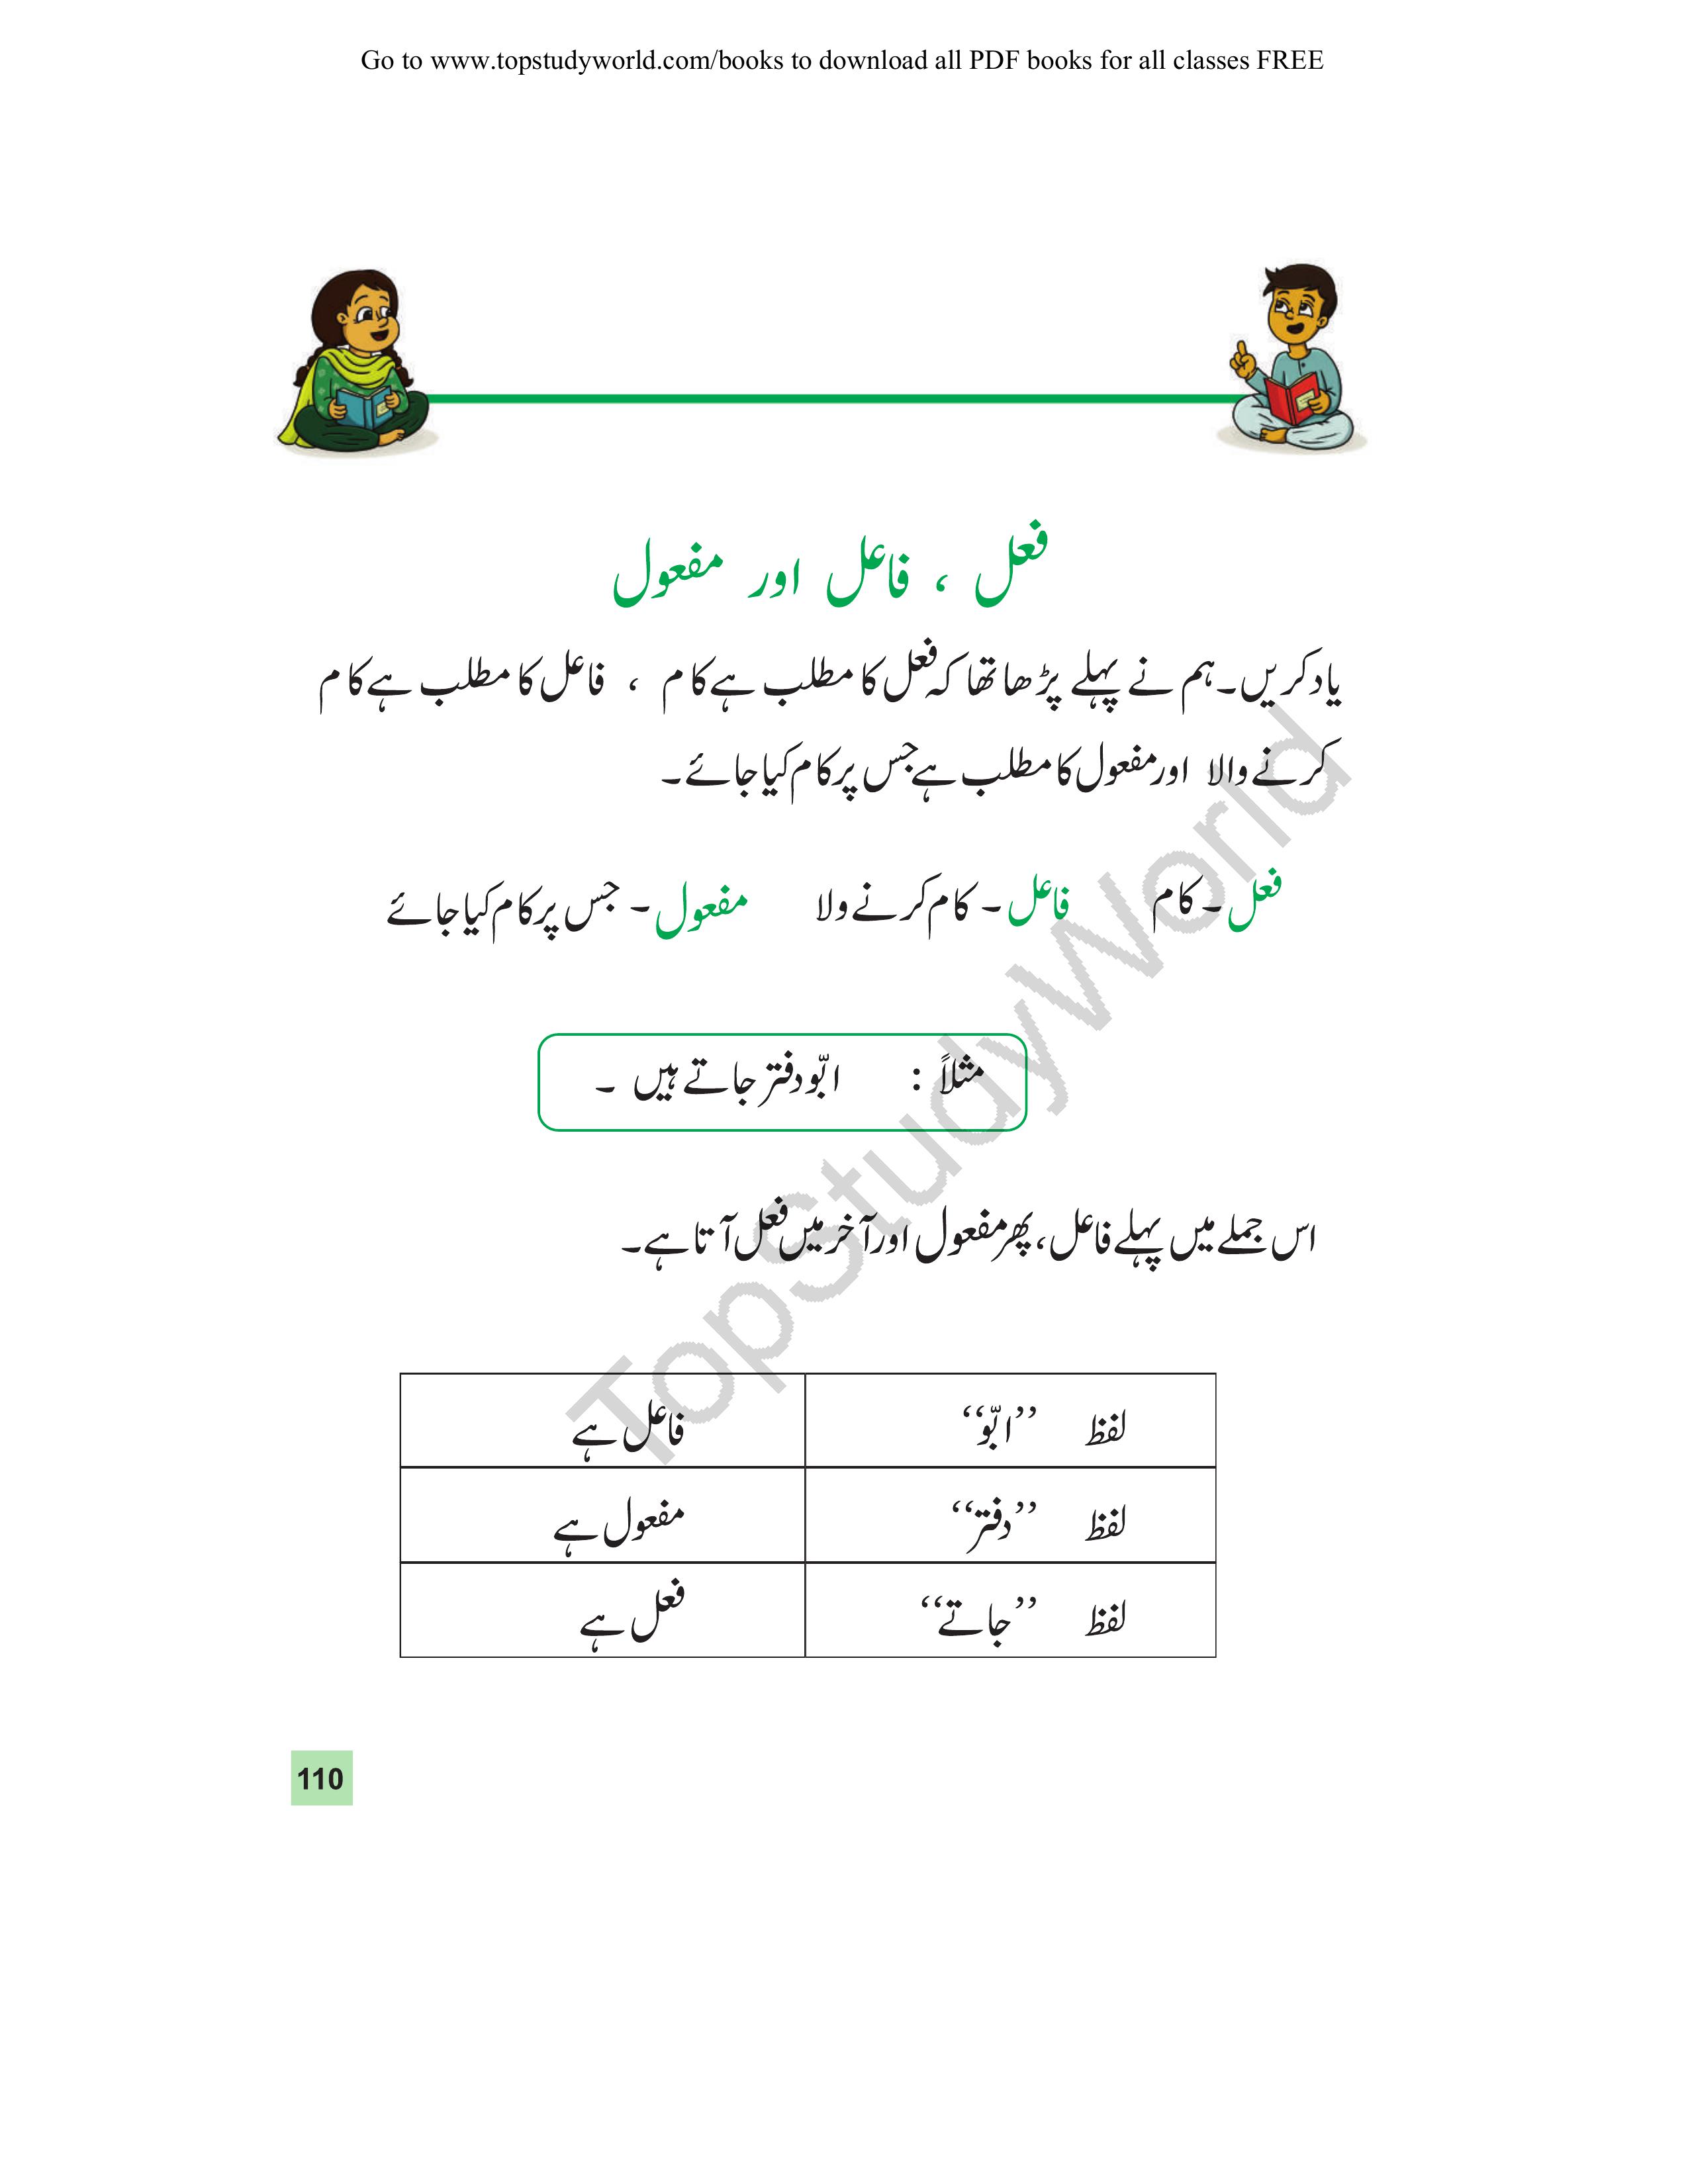 Go to www.topstudyworld.com/books to download all PDF books for all classes FREE
فعل ، فاعل اور مفعول
یاد کریں۔ ہم نے پہلے پڑھا تھا کہ فعل کا مطلب ہے کام ، فاعل کا مطلب ہے کام
کرنے والا اور مفعول کا مطلب ہے جس پر کام کیا جائے۔
فعل۔ کام فاعل۔ کام کرنے ولا مفعول۔ جس پر کام کیا جائے
مثلاً : ابّو دفتر جاتے ہیں ۔
اس جملے میں پہلے فاعل، پھر مفعول اور آخر میں فعل آتا ہے۔
لفظ ’’ابّو‘‘ فاعل ہے
لفظ ’’دفتر‘‘ مفعول ہے
لفظ ’’جاتے‘‘ فعل ہے
110
TopStudyWorld